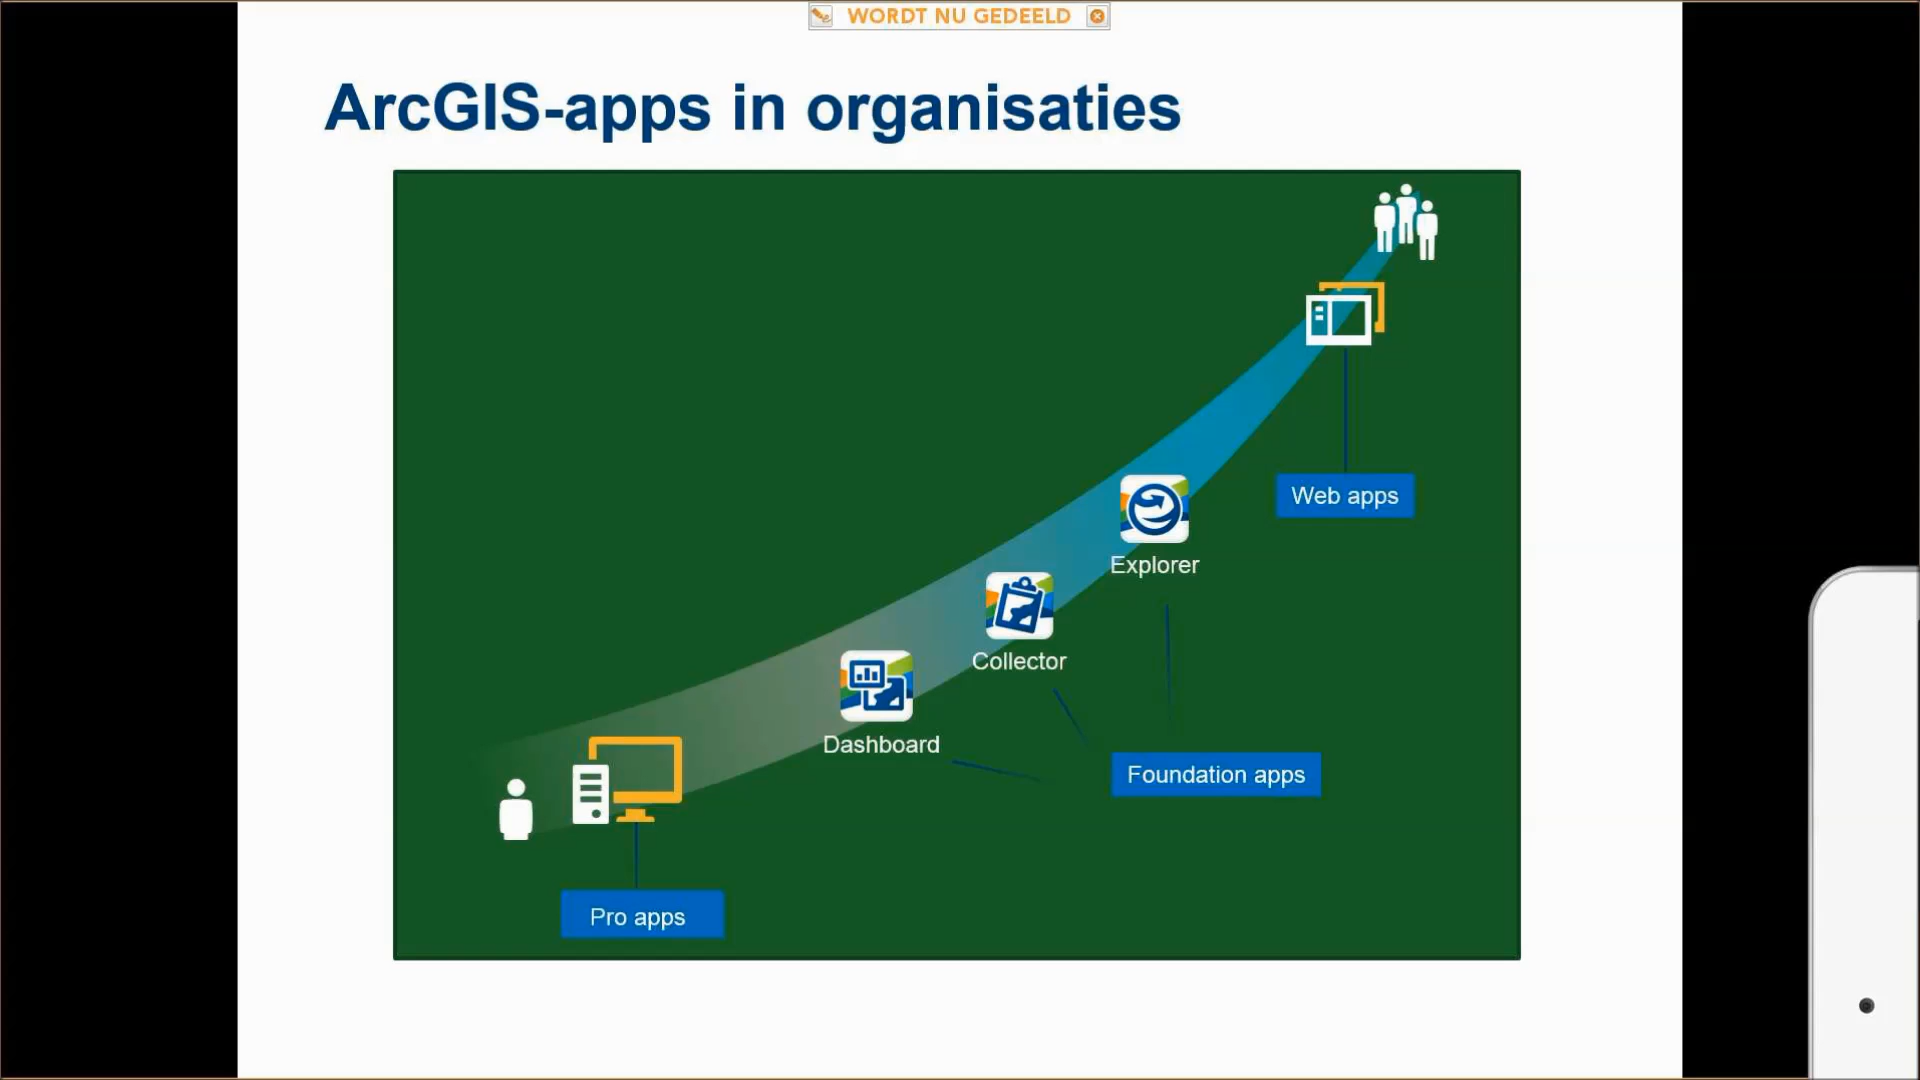 WORDT NU GEDEELD
ArcGIS-apps in organisaties
Web apps
Explorer
Collector
Dashboard
Foundation apps
Pro apps